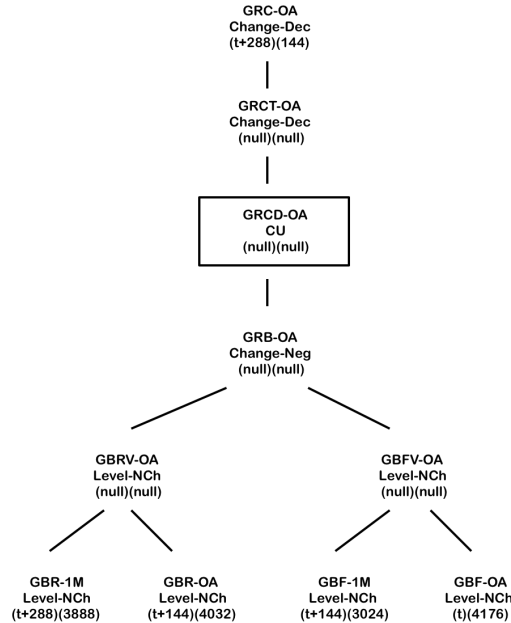 GRC-OA
Change-Dec
(t+288)(144)
GRCT-OA
Change-Dec
(null)(null)
GRCD-OA
CU
(null)(null)
GRB-OA
Change-Neg
(null)(null)
GBRV-OA
Level-NCh
(null)(null)
GBFV-OA
Level-NCh
(null)(null)
GBR-1M
Level-NCh
(t+288)(3888)
GBR-OA
Level-NCh
(t+144)(4032)
GBF-1M
Level-NCh
(t+144)(3024)
GBF-OA
Level-NCh
(t)(4176)